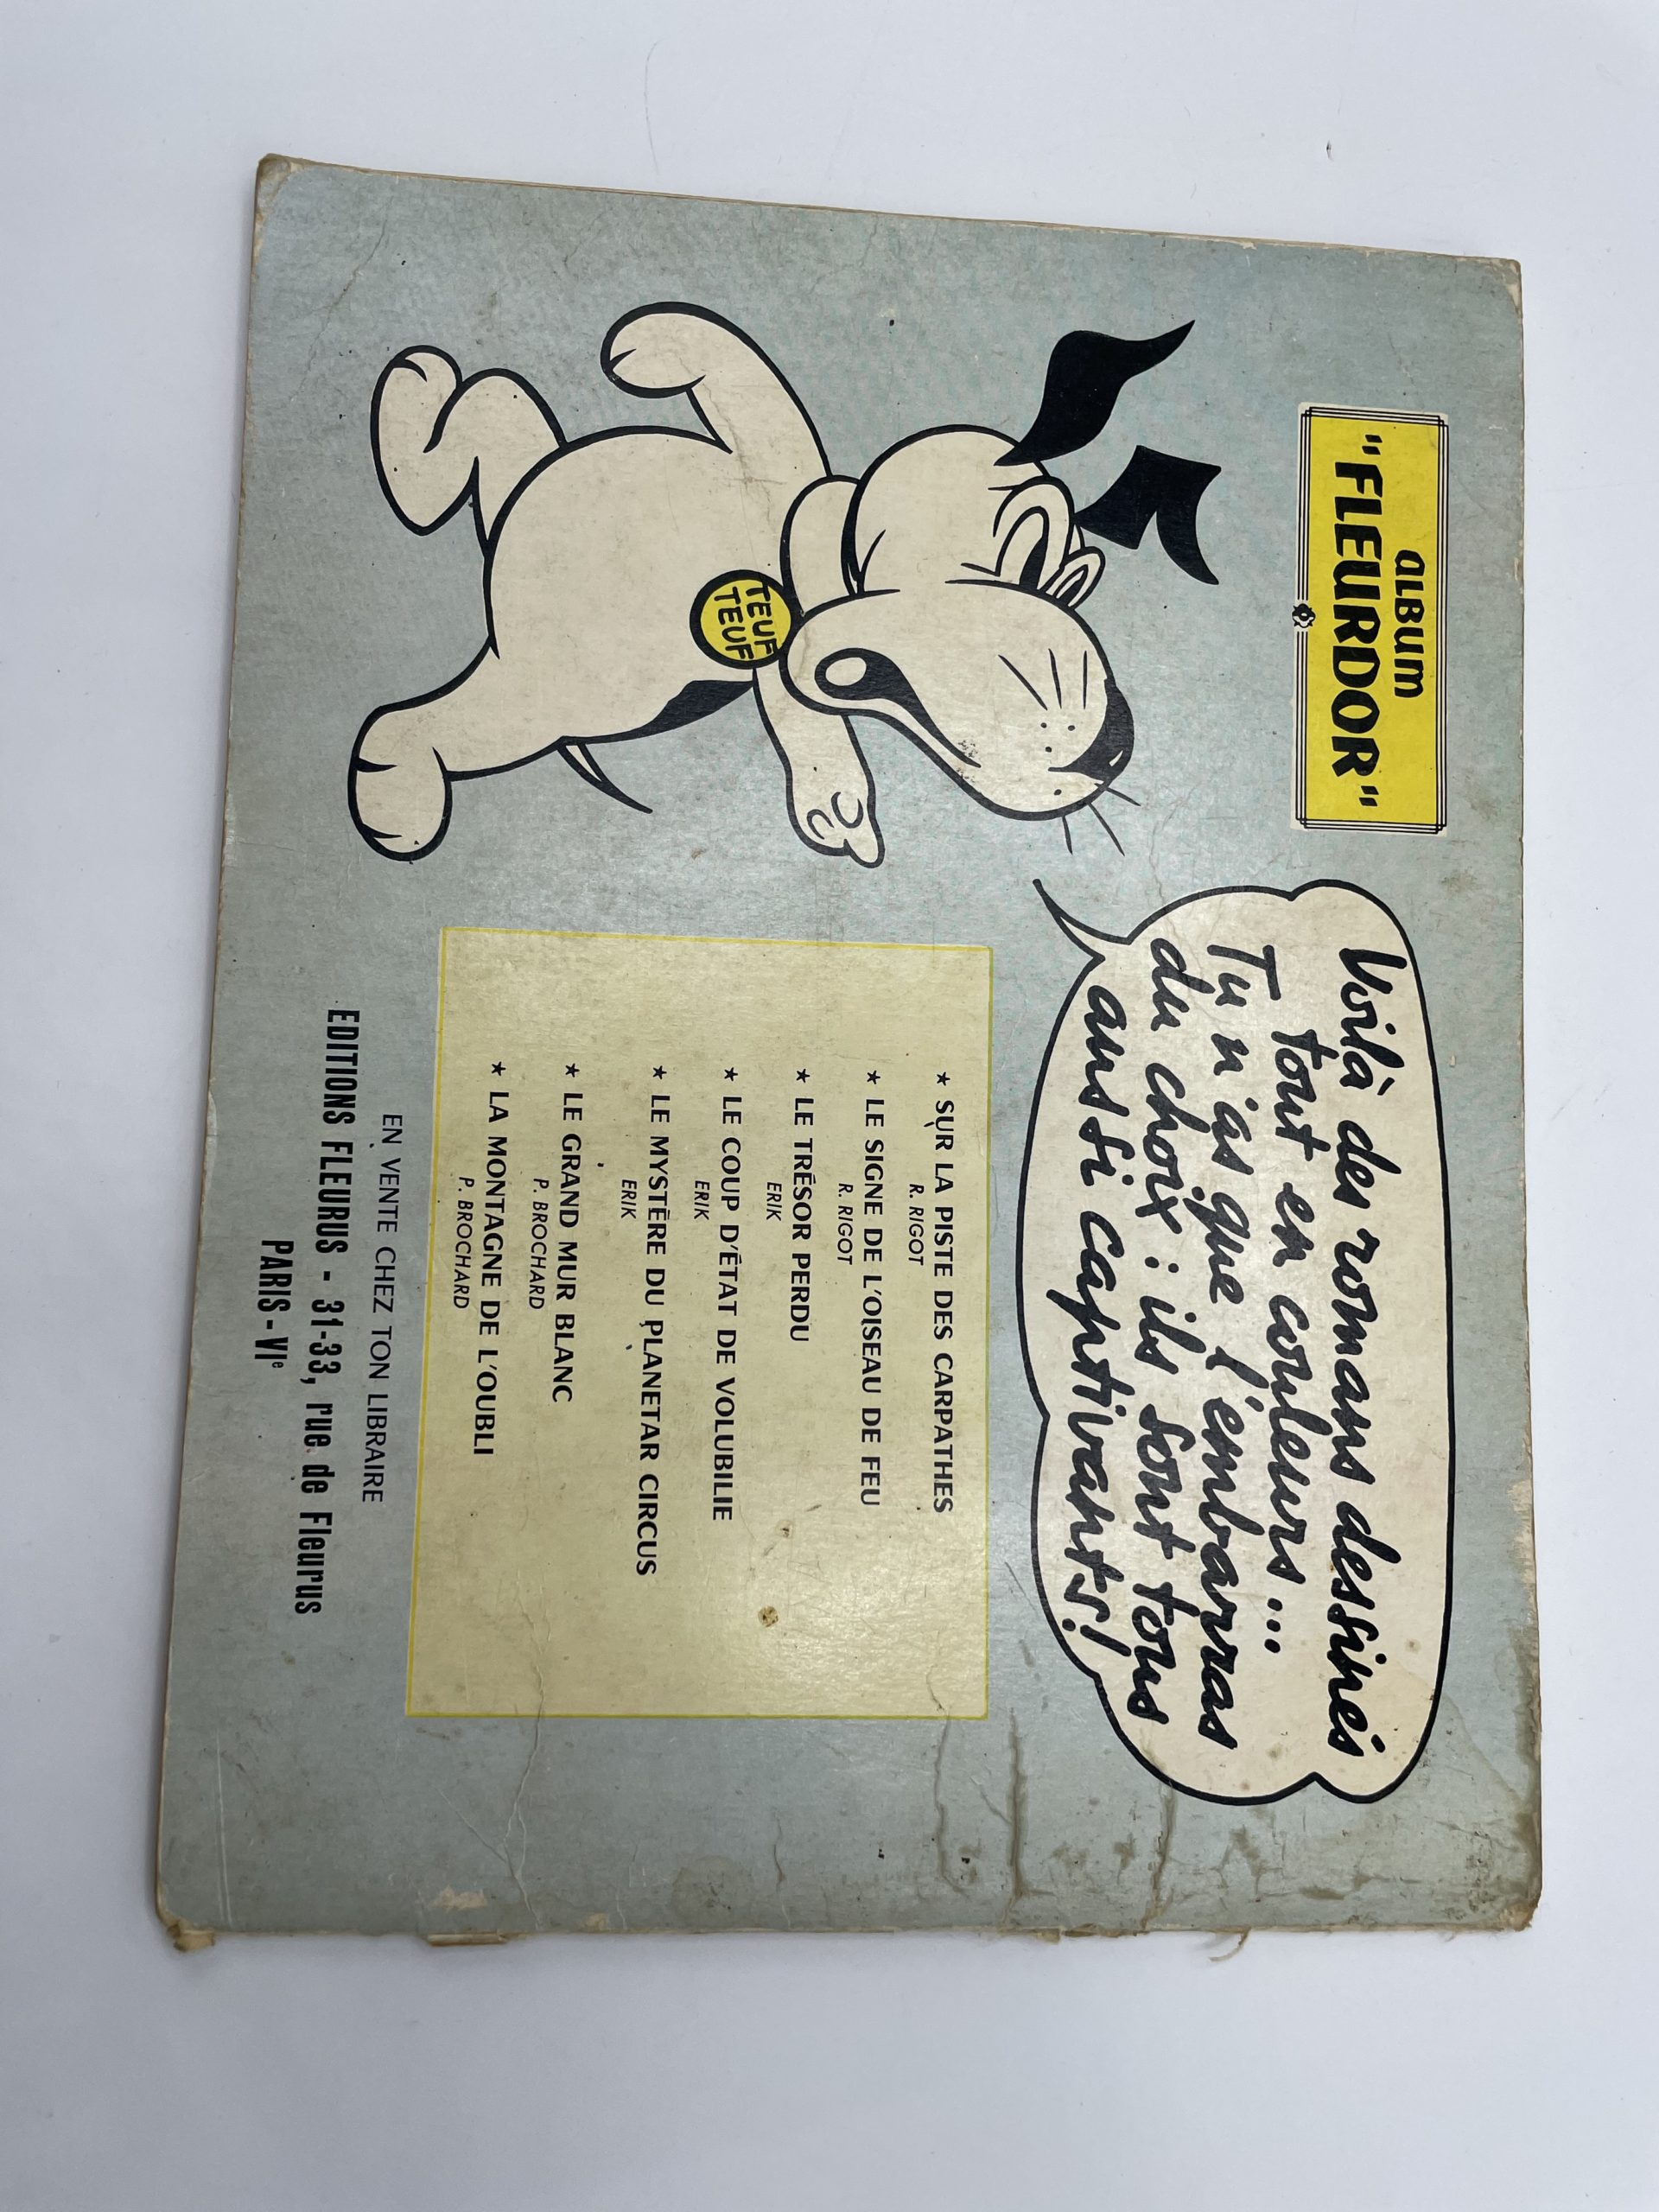 ALBUM
"FLEURDOR"
Voilà des romans dessinés
tout en couleurs...
Tu n'as que l'embarras
du choix : ils sont tous
aussi captivants!
TEUF
TEUF
★ SUR LA PISTE DES CARPATHES
R. RIGOT
★ LE SIGNE DE L'OISEAU DE FEU
R. RIGOT
★ LE TRÉSOR PERDU
ERIK
★ LE COUP D'ÉTAT DE VOLUBILIE
ERIK
★ LE MYSTÈRE DU PLANETAR CIRCUS
ERIK
★ LE GRAND MUR BLANC
P. BROCHARD
★ LA MONTAGNE DE L'OUBLI
P. BROCHARD
EN VENTE CHEZ TON LIBRAIRE
EDITIONS FLEURUS - 31-33, rue de Fleurus
PARIS - VIe